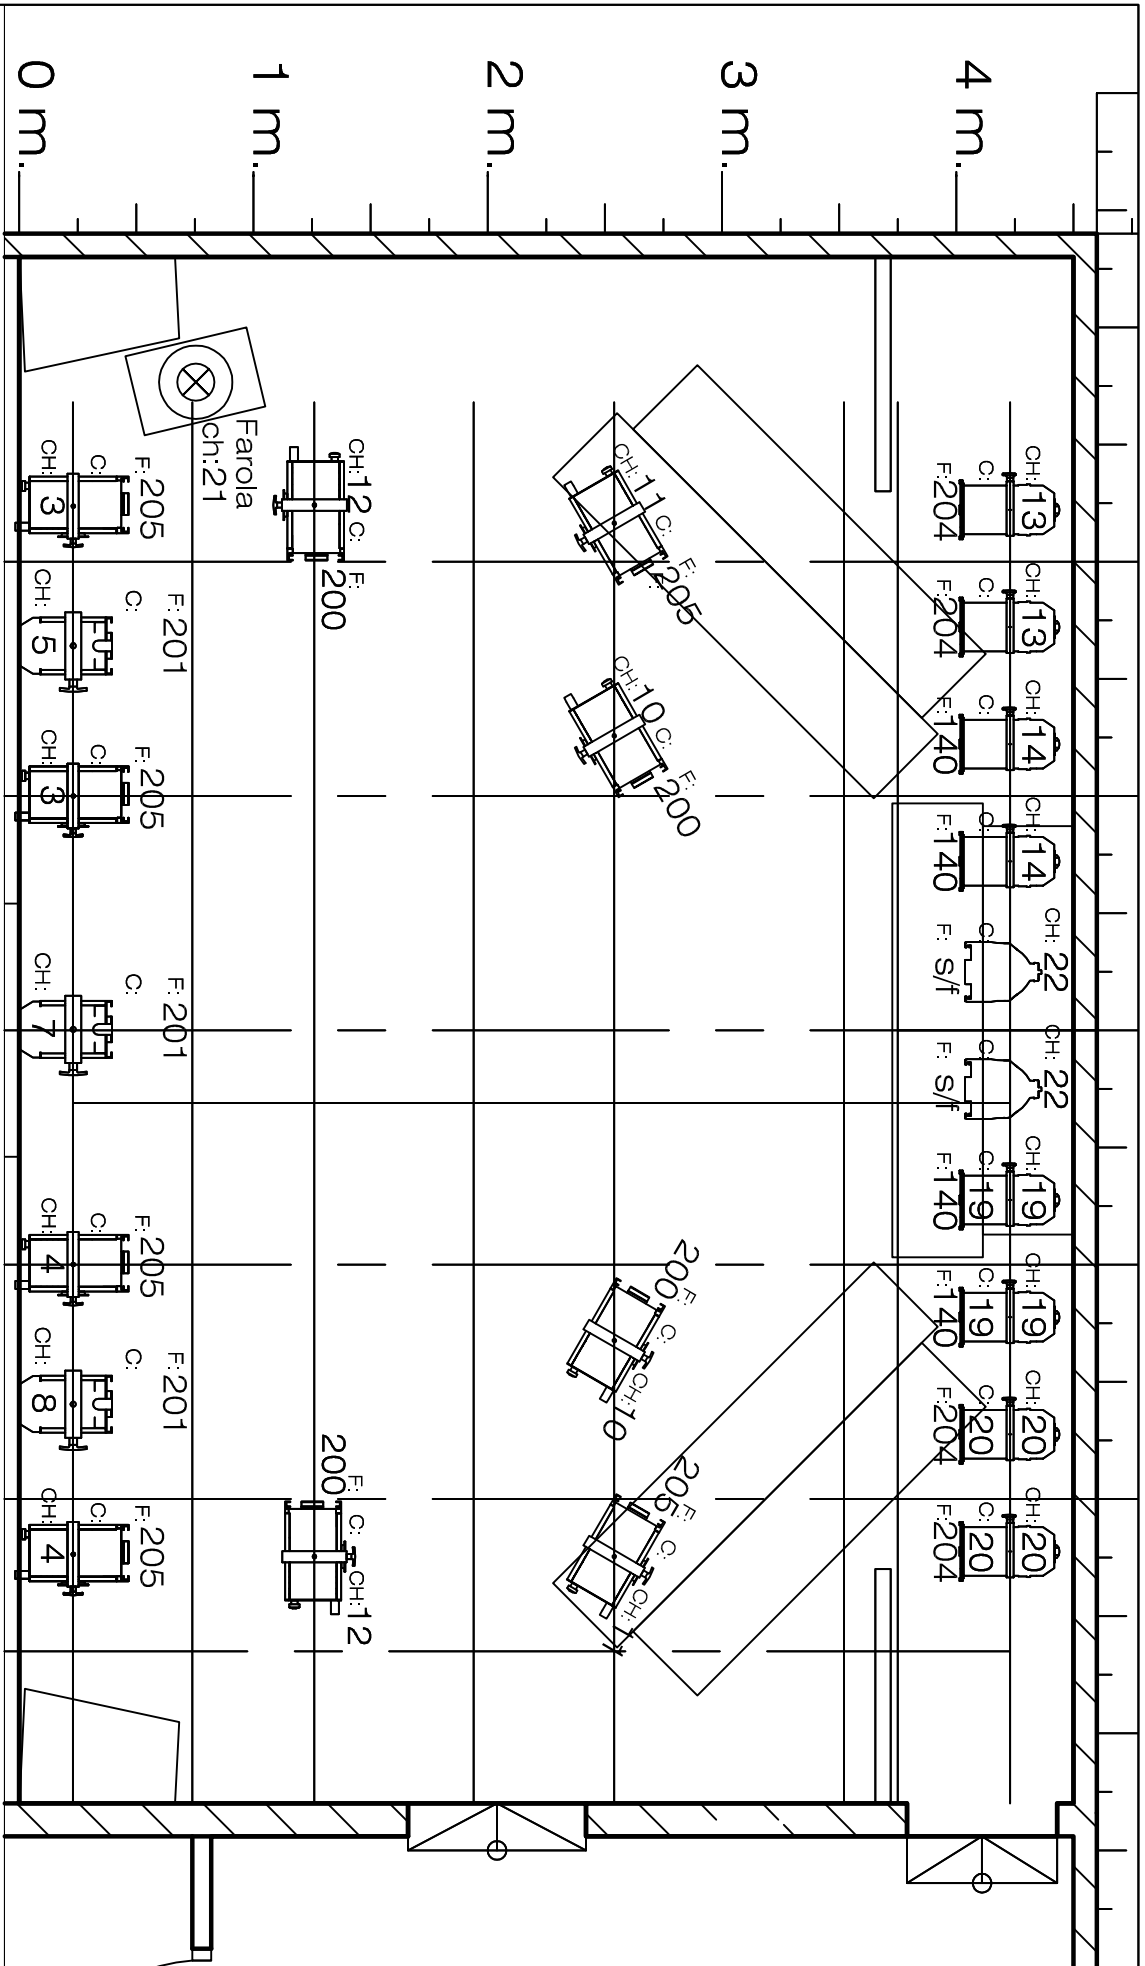 4 m.
3 m.
2 m.
1 m.
0 m.
CH: 13
C:
F: 204
CH: 13
C:
F: 204
CH: 14
C:
F: 140
CH: 14
C:
F: 140
CH: 22
C:
F: S/f
CH: 22
C:
F: S/f
CH: 19
C: 19
F: 140
CH: 19
C: 19
F: 140
CH: 20
C: 20
F: 204
CH: 20
C: 20
F: 204
CH: 11 C: F: 205
CH: 10 C: F: 200
200 F: C: CH: 10
205 F: C: CH: 11
CH: 12 C: F: 200
200 F: C: CH: 12
Farola
ch:21
F: 205
C:
CH: 3
F: 201
C:
CH: 5
F: 205
C:
CH: 3
F: 201
C:
CH: 7
F: 205
C:
CH: 4
F: 201
C:
CH: 8
F: 205
C:
CH: 4